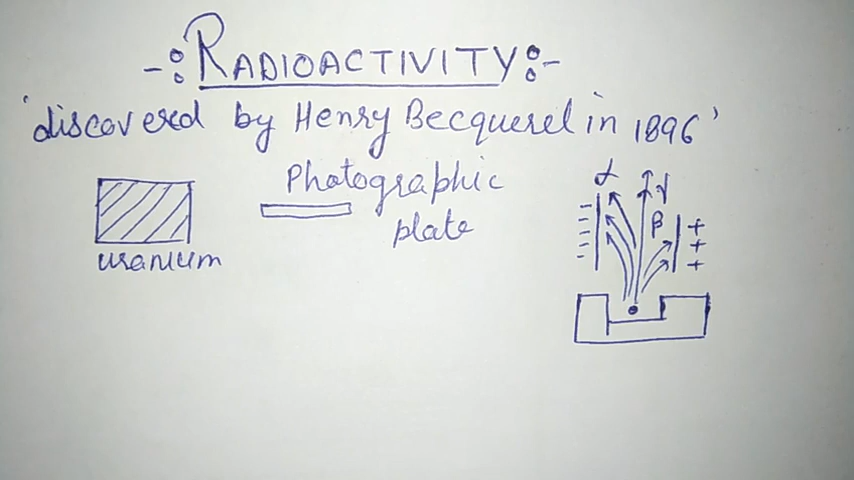 -: RADIOACTIVITY :-
'discovered by Henry Becquerel in 1896'
Photographic
plate
uranium
α γ
β
- - - -
+ + +